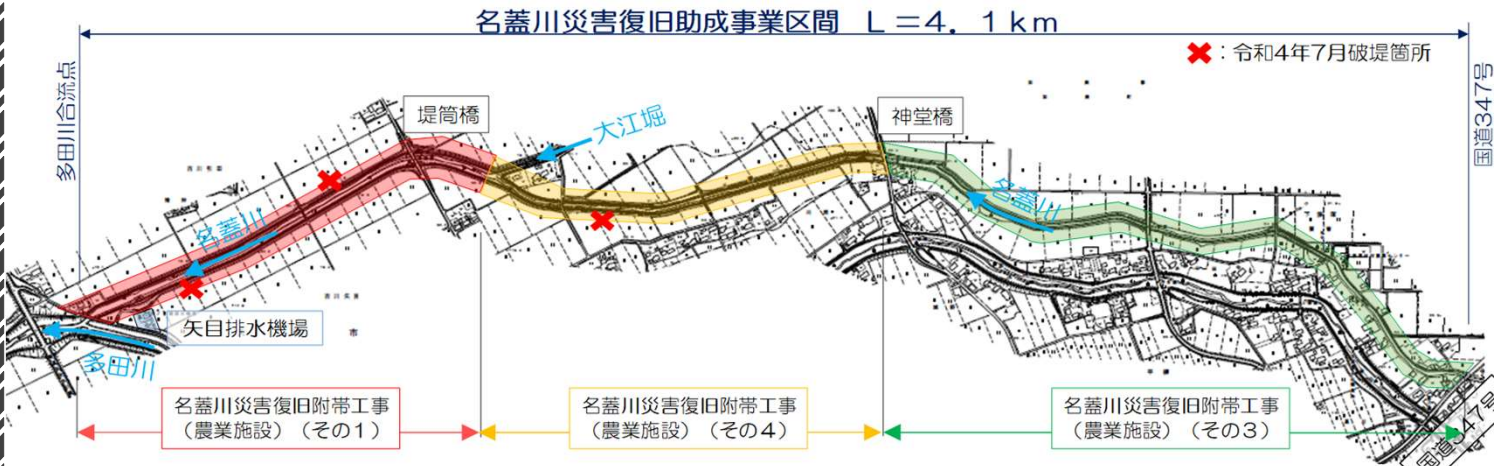 名蓋川災害復旧助成事業区間 L=4.1km
✖:令和4年7月破堤箇所
多田川合流点
国道347号
堤筒橋
大江堀
神堂橋
名蓋川
名蓋川
矢目排水機場
市
多田川
名蓋川災害復旧附帯工事
(農業施設)(その1)
名蓋川災害復旧附帯工事
(農業施設)(その4)
名蓋川災害復旧附帯工事
(農業施設)(その3)
国道347号